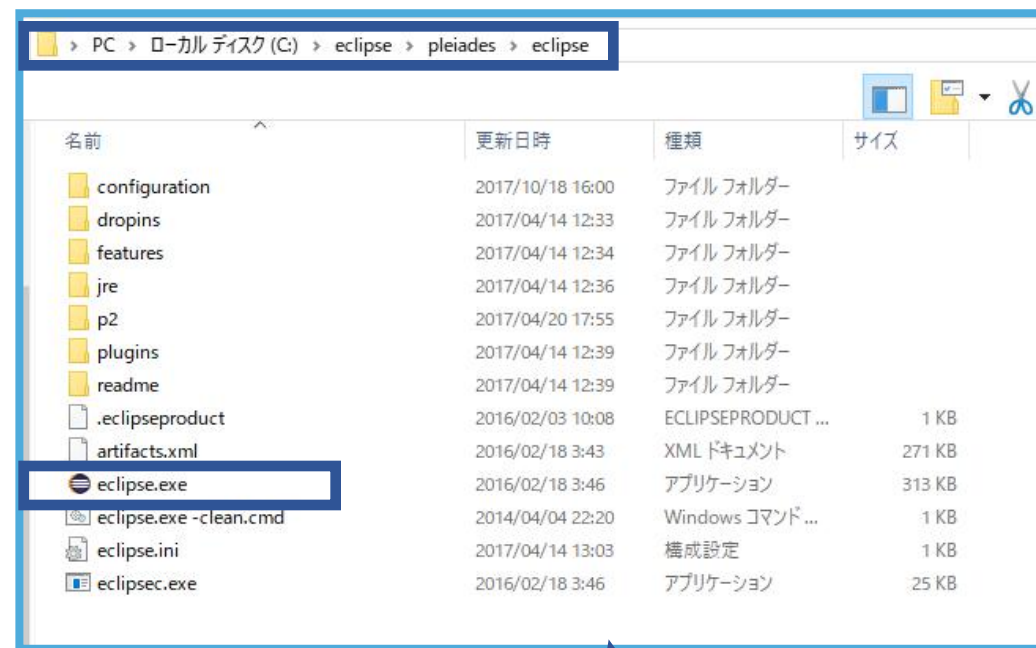 > PC > ローカル ディスク (C:) > eclipse > pleiades > eclipse
名前 更新日時 種類 サイズ
configuration 2017/10/18 16:00 ファイル フォルダー
dropins 2017/04/14 12:33 ファイル フォルダー
features 2017/04/14 12:34 ファイル フォルダー
jre 2017/04/14 12:36 ファイル フォルダー
p2 2017/04/20 17:55 ファイル フォルダー
plugins 2017/04/14 12:39 ファイル フォルダー
readme 2017/04/14 12:39 ファイル フォルダー
.eclipseproduct 2016/02/03 10:08 ECLIPSEPRODUCT ... 1 KB
artifacts.xml 2016/02/18 3:43 XML ドキュメント 271 KB
eclipse.exe 2016/02/18 3:46 アプリケーション 313 KB
eclipse.exe -clean.cmd 2014/04/04 22:20 Windows コマンド ... 1 KB
eclipse.ini 2017/04/14 13:03 構成設定 1 KB
eclipsec.exe 2016/02/18 3:46 アプリケーション 25 KB